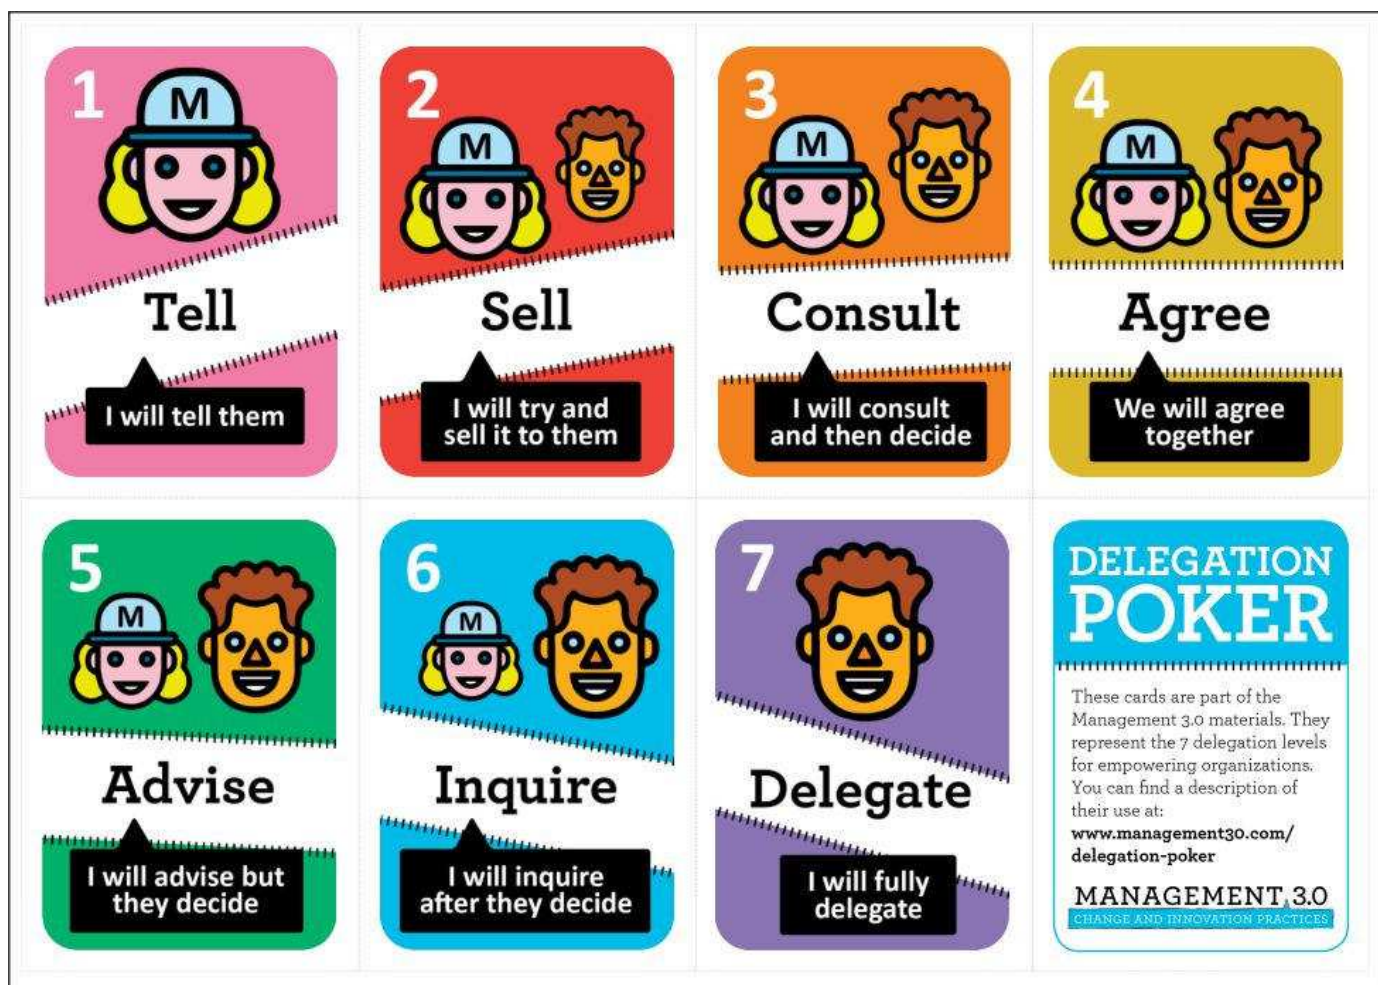 1
M
Tell
I will tell them
2
M
Sell
I will try and
sell it to them
3
M
Consult
I will consult
and then decide
4
M
Agree
We will agree
together
5
M
Advise
I will advise but
they decide
6
M
Inquire
I will inquire
after they decide
7
Delegate
I will fully
delegate
DELEGATION
POKER
These cards are part of the
Management 3.0 materials. They
represent the 7 delegation levels
for empowering organizations.
You can find a description of
their use at:
www.management30.com/
delegation-poker
MANAGEMENT 3.0
CHANGE AND INNOVATION PRACTICES